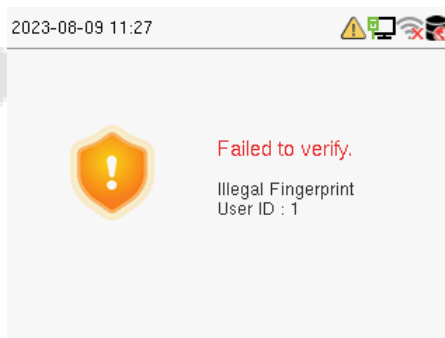 2023-08-09 11:27
Failed to verify.
Illegal Fingerprint
User ID : 1